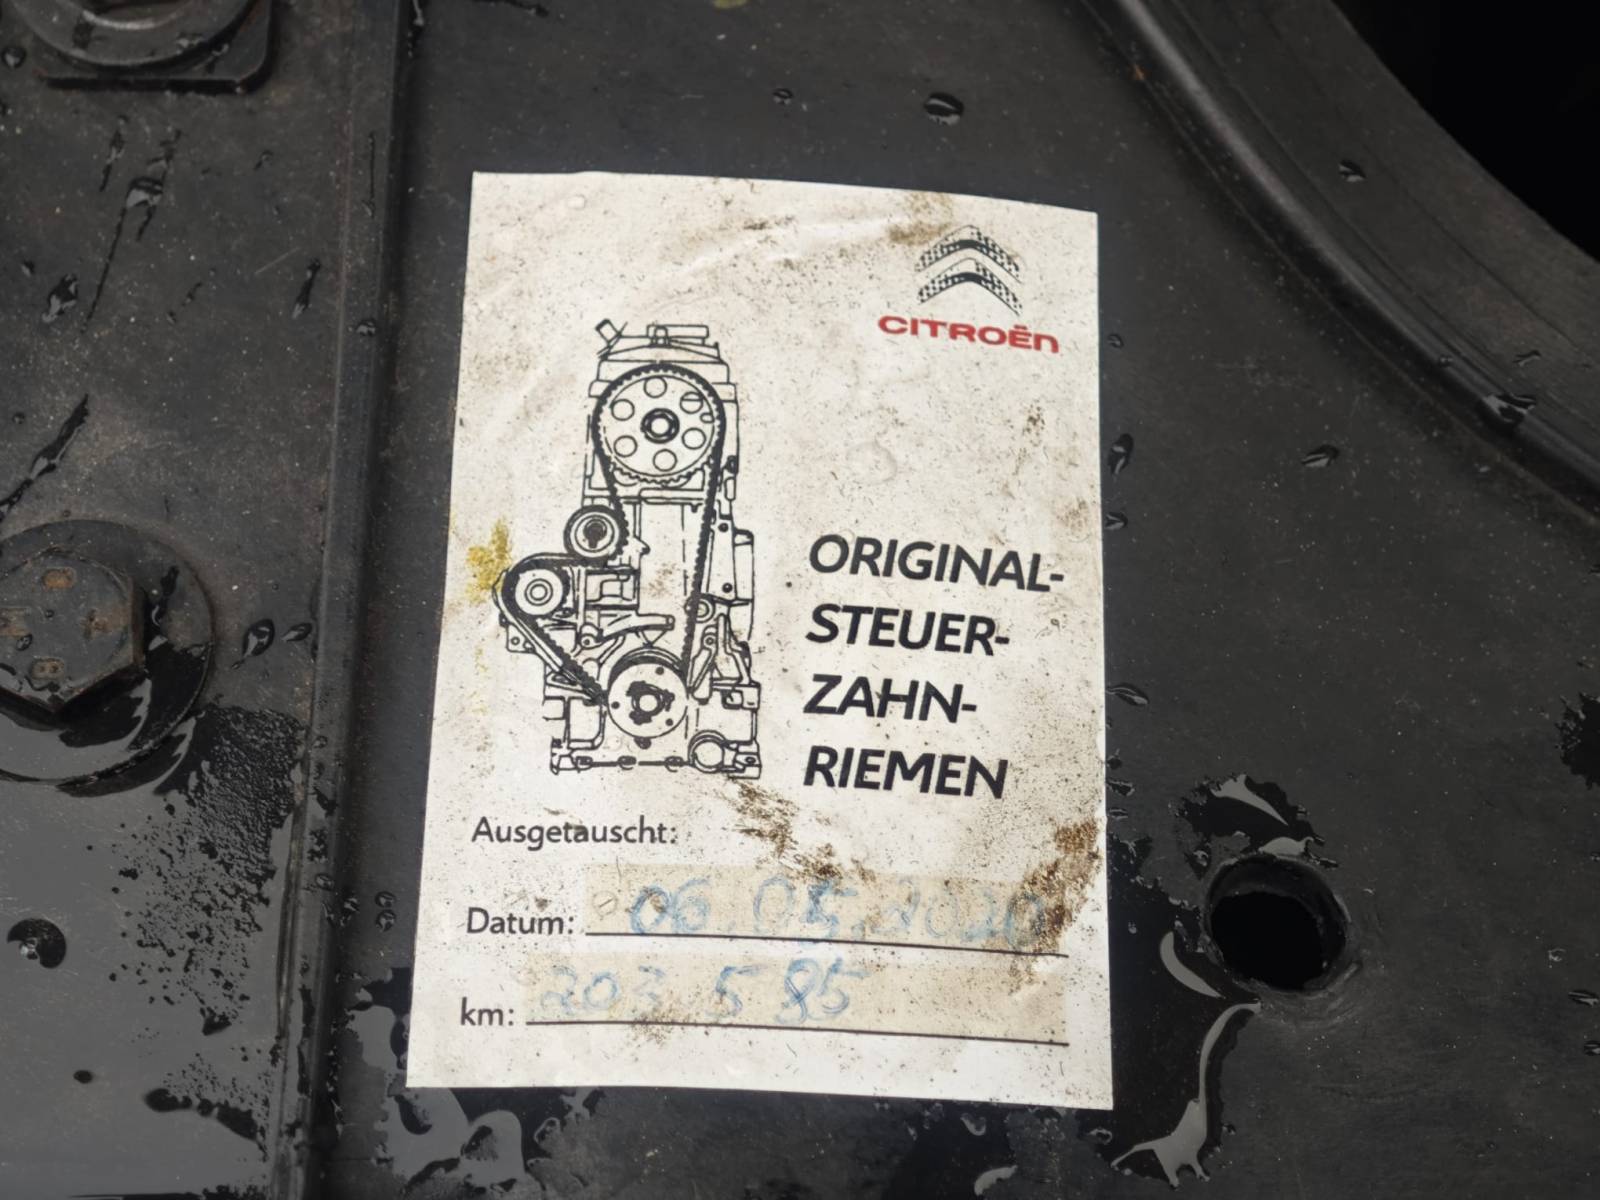 CITROËN
ORIGINAL-
STEUER-
ZAHN-
RIEMEN
Ausgetauscht:
Datum: 06.05.2020
km: 203 585